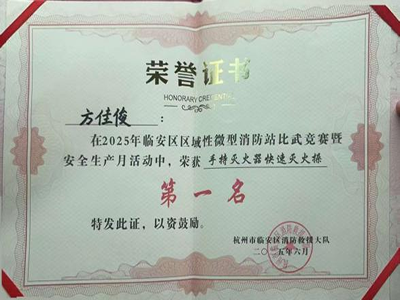 荣誉证书
HONORARY CREDENTIAL
方佳俊：
在2025年临安区区域性微型消防站比武竞赛暨
安全生产月活动中，荣获 手持灭火器快速灭火操
第一名
特发此证，以资鼓励。
杭州市临安区消防救援大队
二〇二五年六月